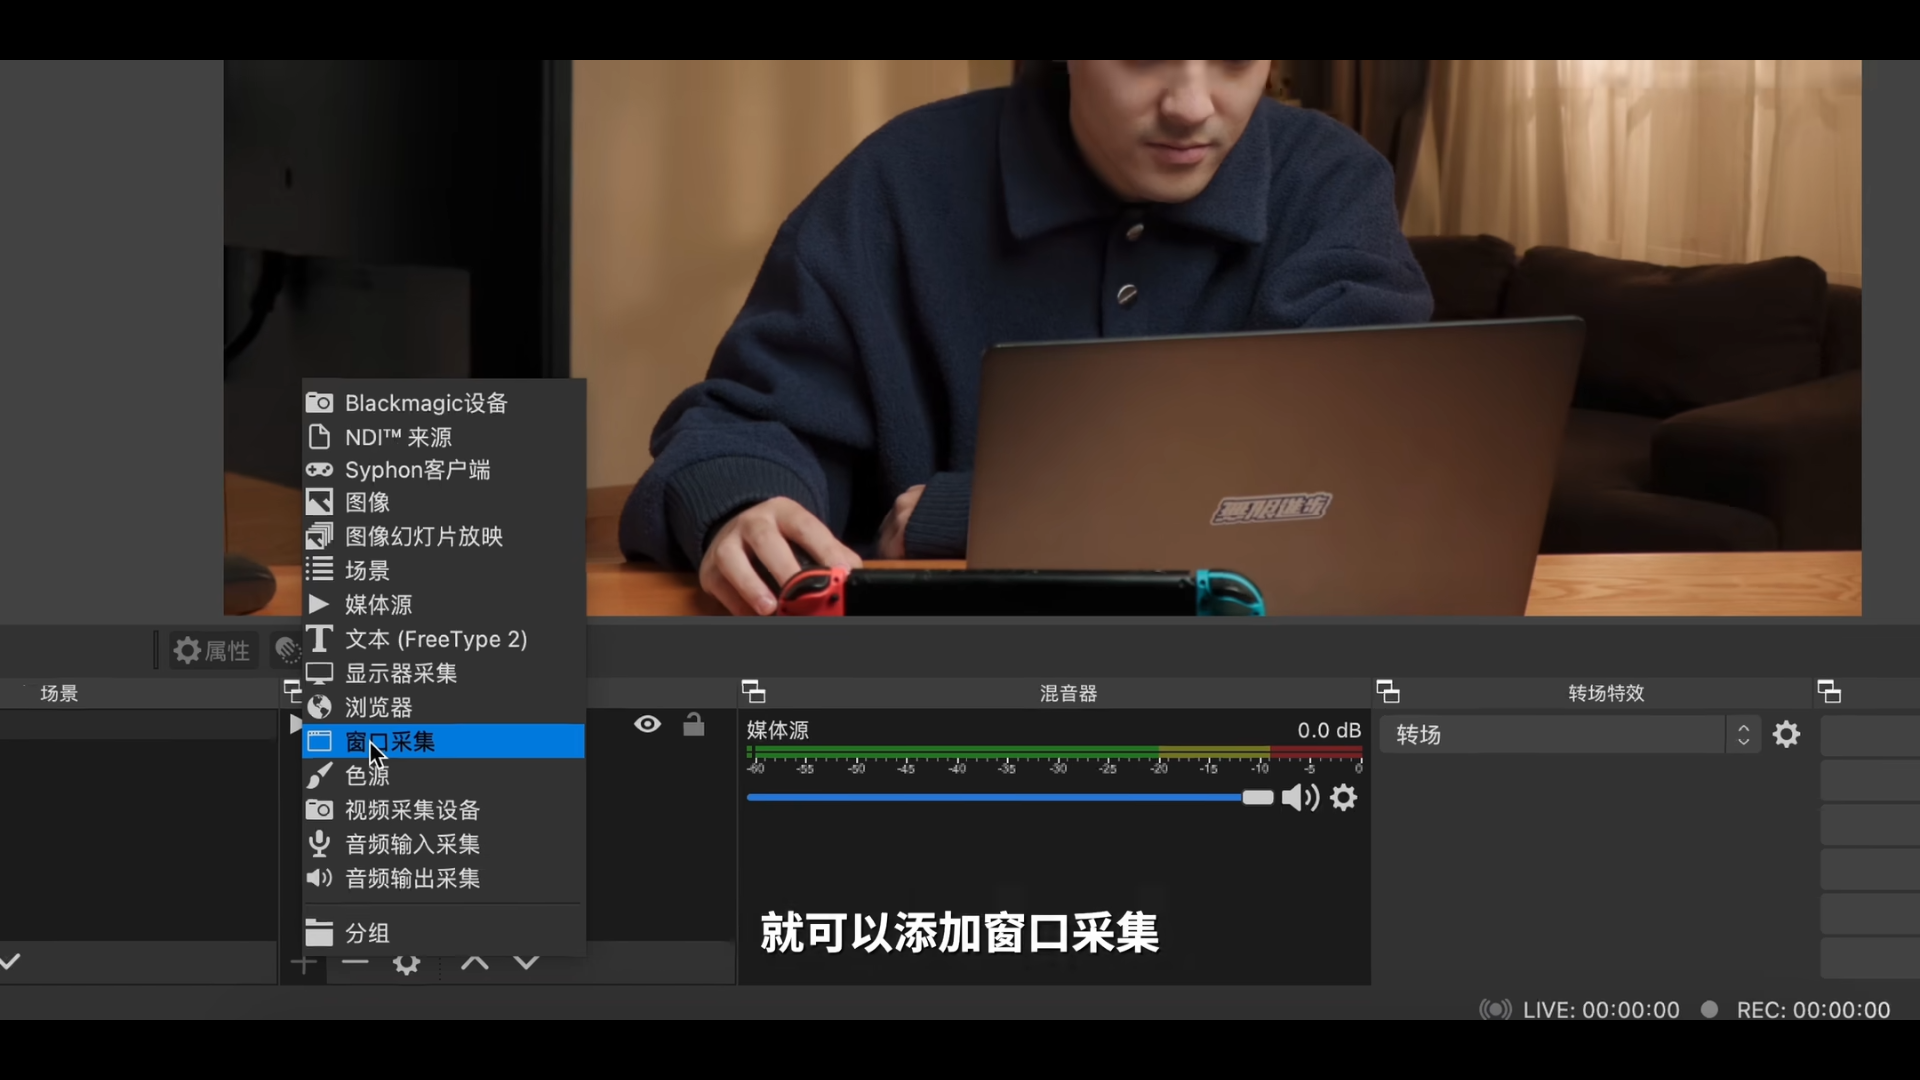 Blackmagic设备
NDI™ 来源
Syphon客户端
图像
图像幻灯片放映
场景
媒体源
文本 (FreeType 2)
显示器采集
浏览器
窗口采集
色源
视频采集设备
音频输入采集
音频输出采集
分组
無限進步
属性
场景
混音器
转场特效
媒体源
0.0 dB
-60 -55 -50 -45 -40 -35 -30 -25 -20 -15 -10 -5 0
转场
就可以添加窗口采集
LIVE: 00:00:00
REC: 00:00:00